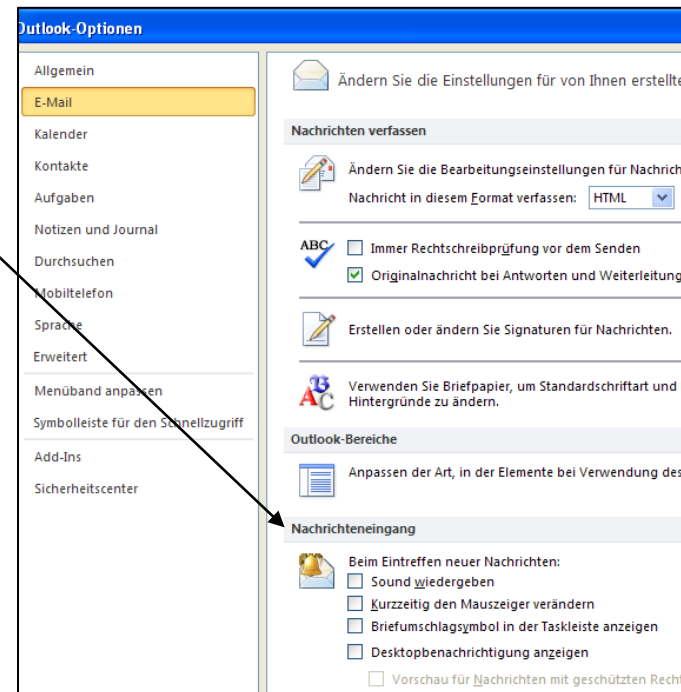 Outlook-Optionen
Allgemein
E-Mail
Kalender
Kontakte
Aufgaben
Notizen und Journal
Durchsuchen
Mobiltelefon
Sprache
Erweitert
Menüband anpassen
Symbolleiste für den Schnellzugriff
Add-Ins
Sicherheitscenter
Ändern Sie die Einstellungen für von Ihnen erstellte
Nachrichten verfassen
Ändern Sie die Bearbeitungseinstellungen für Nachrich
Nachricht in diesem Format verfassen: HTML
ABC
Immer Rechtschreibprüfung vor dem Senden
Originalnachricht bei Antworten und Weiterleitung
Erstellen oder ändern Sie Signaturen für Nachrichten.
Verwenden Sie Briefpapier, um Standardschriftart und
Hintergründe zu ändern.
Outlook-Bereiche
Anpassen der Art, in der Elemente bei Verwendung des
Nachrichteneingang
Beim Eintreffen neuer Nachrichten:
Sound wiedergeben
Kurzzeitig den Mauszeiger verändern
Briefumschlagsymbol in der Taskleiste anzeigen
Desktopbenachrichtigung anzeigen
Vorschau für Nachrichten mit geschützten Recht